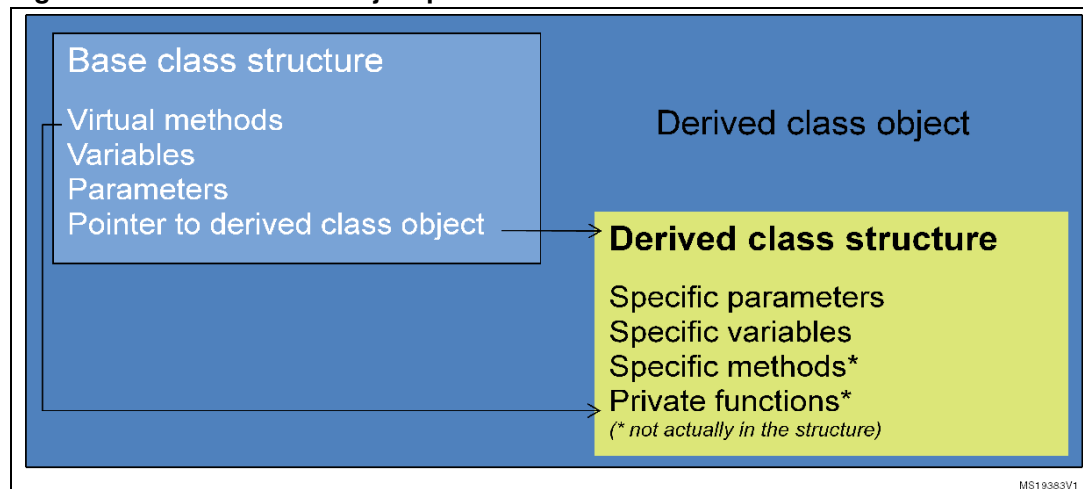 Base class structure
Virtual methods
Variables
Parameters
Pointer to derived class object
Derived class object
Derived class structure
Specific parameters
Specific variables
Specific methods*
Private functions*
(* not actually in the structure)
MS19383V1